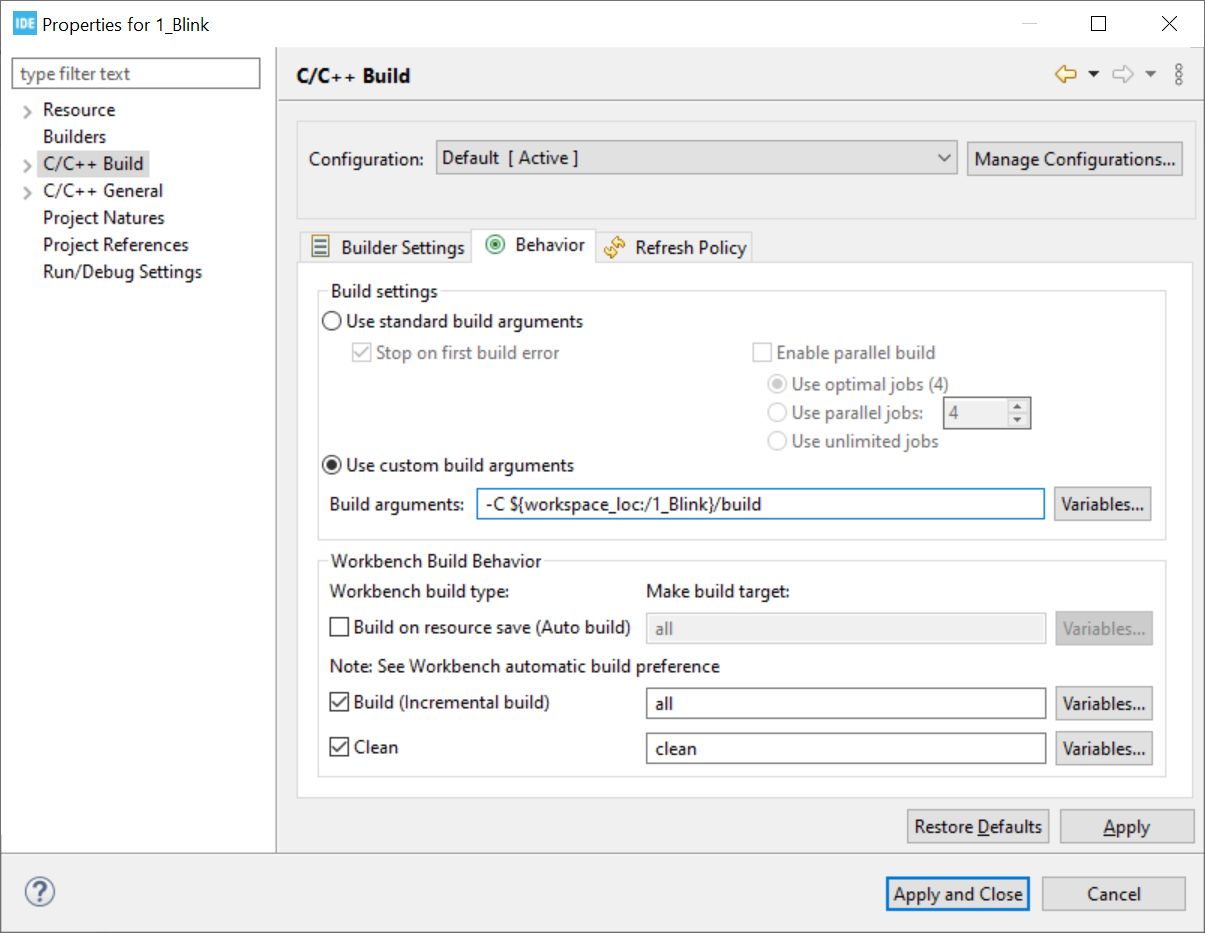 IDE Properties for 1_Blink
type filter text
Resource
Builders
C/C++ Build
C/C++ General
Project Natures
Project References
Run/Debug Settings
C/C++ Build
Configuration: Default [ Active ] Manage Configurations...
Builder Settings Behavior Refresh Policy
Build settings
Use standard build arguments
Stop on first build error Enable parallel build
Use optimal jobs (4)
Use parallel jobs: 4
Use unlimited jobs
Use custom build arguments
Build arguments: -C ${workspace_loc:/1_Blink}/build Variables...
Workbench Build Behavior
Workbench build type: Make build target:
Build on resource save (Auto build) all Variables...
Note: See Workbench automatic build preference
Build (Incremental build) all Variables...
Clean clean Variables...
Restore Defaults Apply
? Apply and Close Cancel